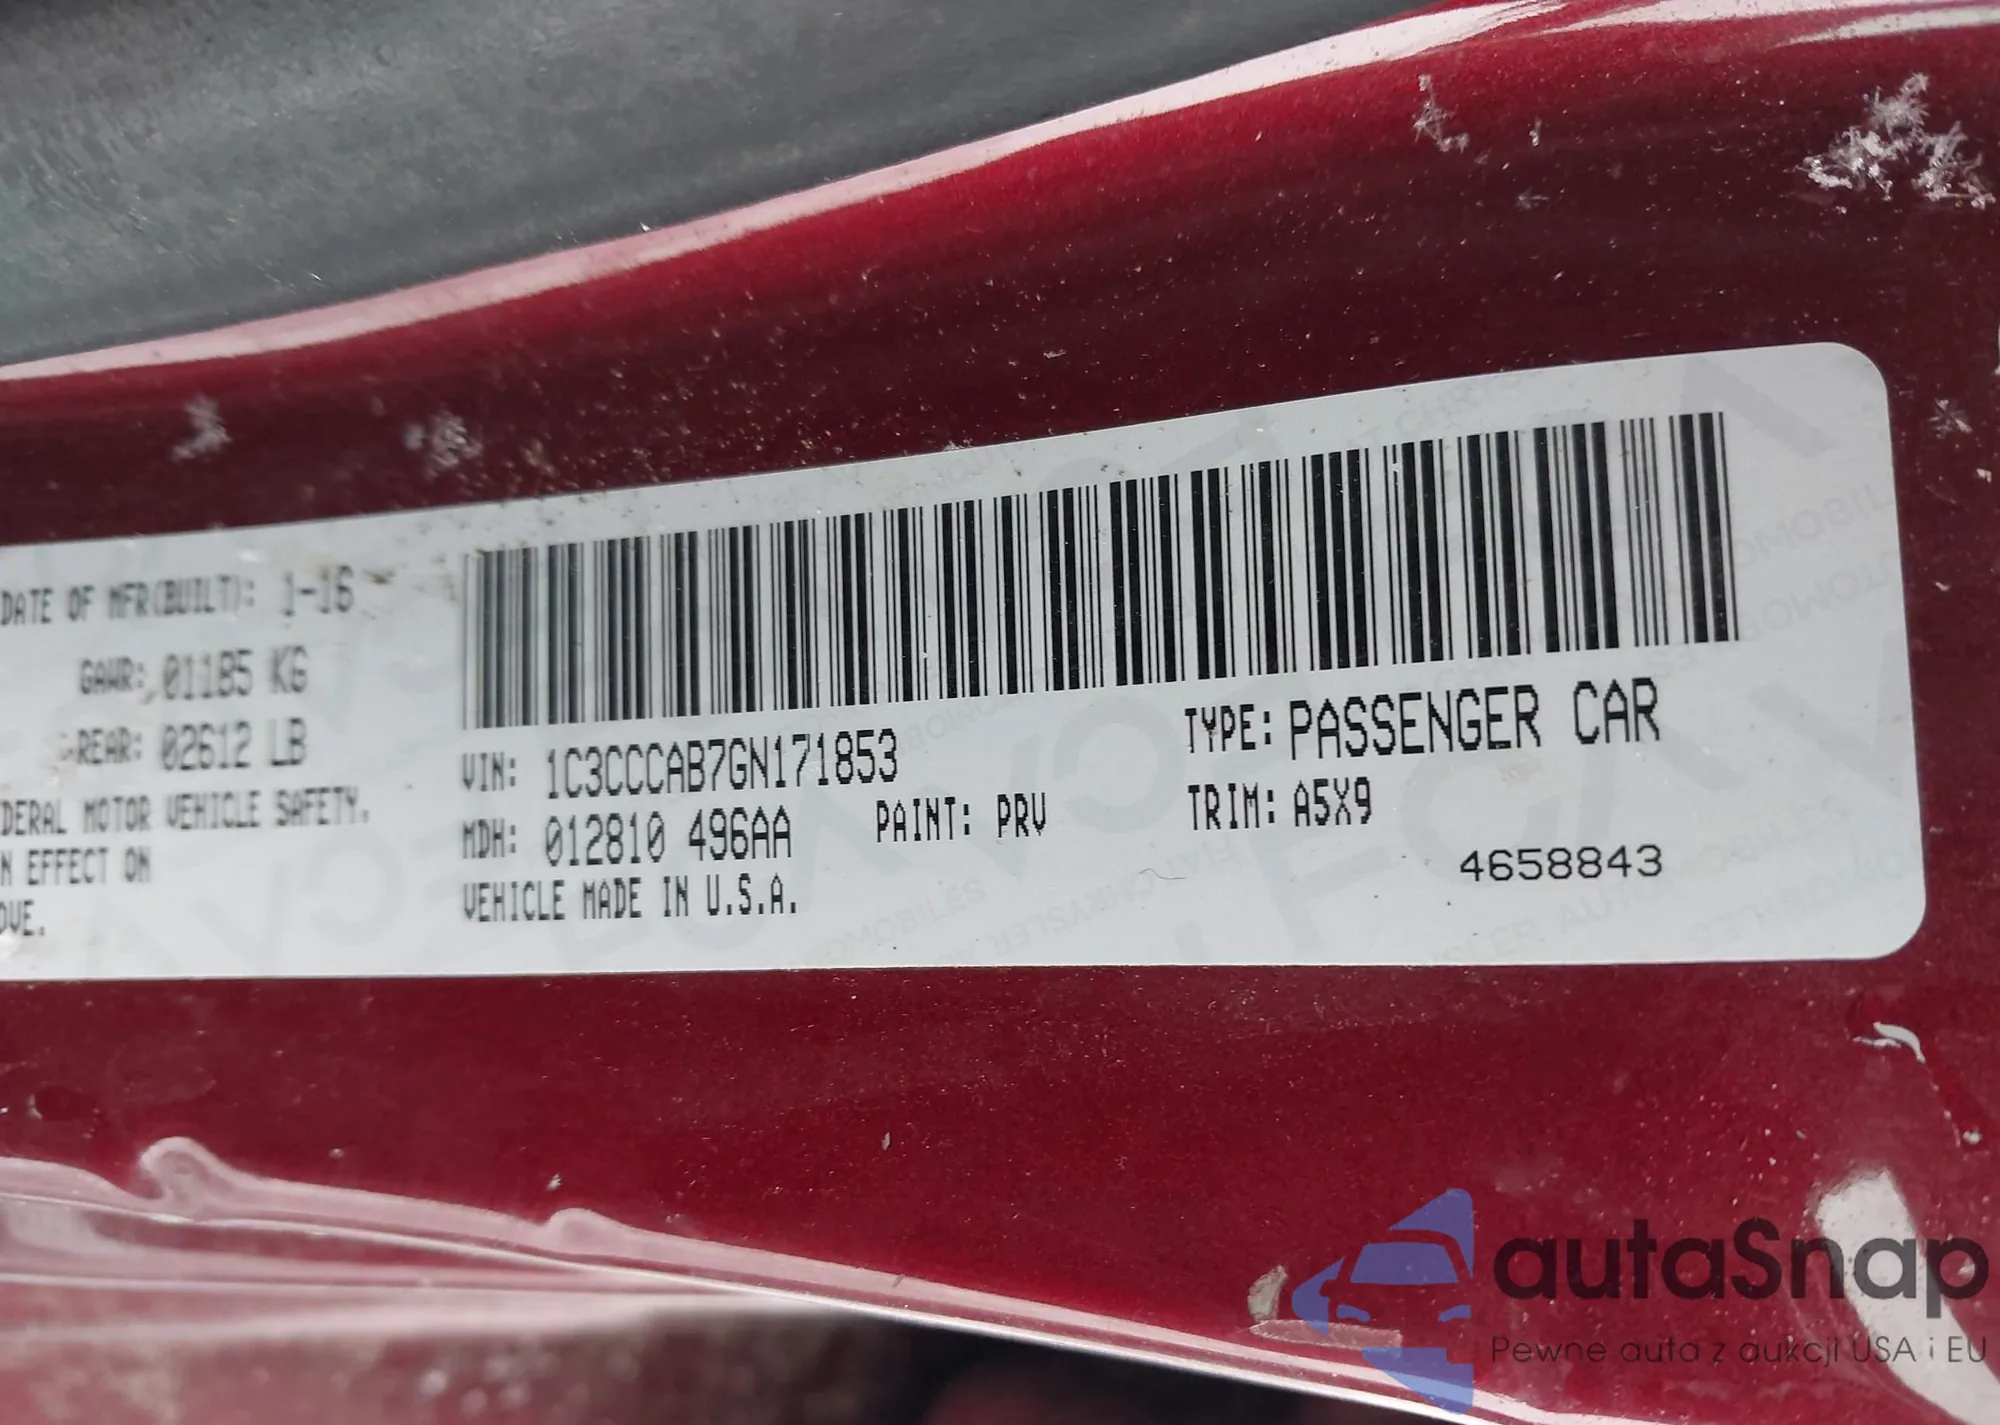 DATE OF MFR(BUILT): 1-16
GAWR: 01185 KG
REAR: 02612 LB
DERAL MOTOR VEHICLE SAFETY.
N EFFECT ON
OVE.
VIN: 1C3CCCAB7GN171853
MDH: 012810 496AA
PAINT: PRV
VEHICLE MADE IN U.S.A.
TYPE: PASSENGER CAR
TRIM: A5X9
4658843
autaSnap
Pewne auta z aukcji USA i EU